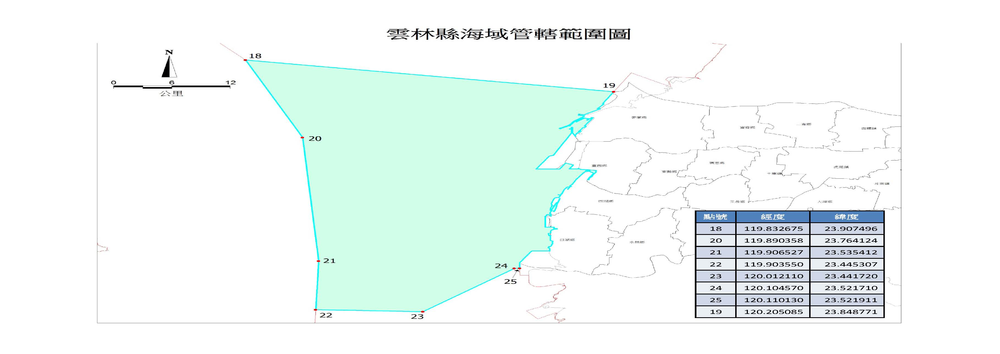 雲林縣海域管轄範圍圖
N
0 6 12
公里
18
19
20
21
22
23
24
25
麥寮鄉
崙背鄉
二崙鄉
西螺鎮
臺西鄉
東勢鄉
褒忠鄉
土庫鎮
虎尾鎮
斗南鎮
四湖鄉
元長鄉
大埤鄉
口湖鄉
水林鄉
點號 經度 緯度
18 119.832675 23.907496
20 119.890358 23.764124
21 119.906527 23.535412
22 119.903550 23.445307
23 120.012110 23.441720
24 120.104570 23.521710
25 120.110130 23.521911
19 120.205085 23.848771